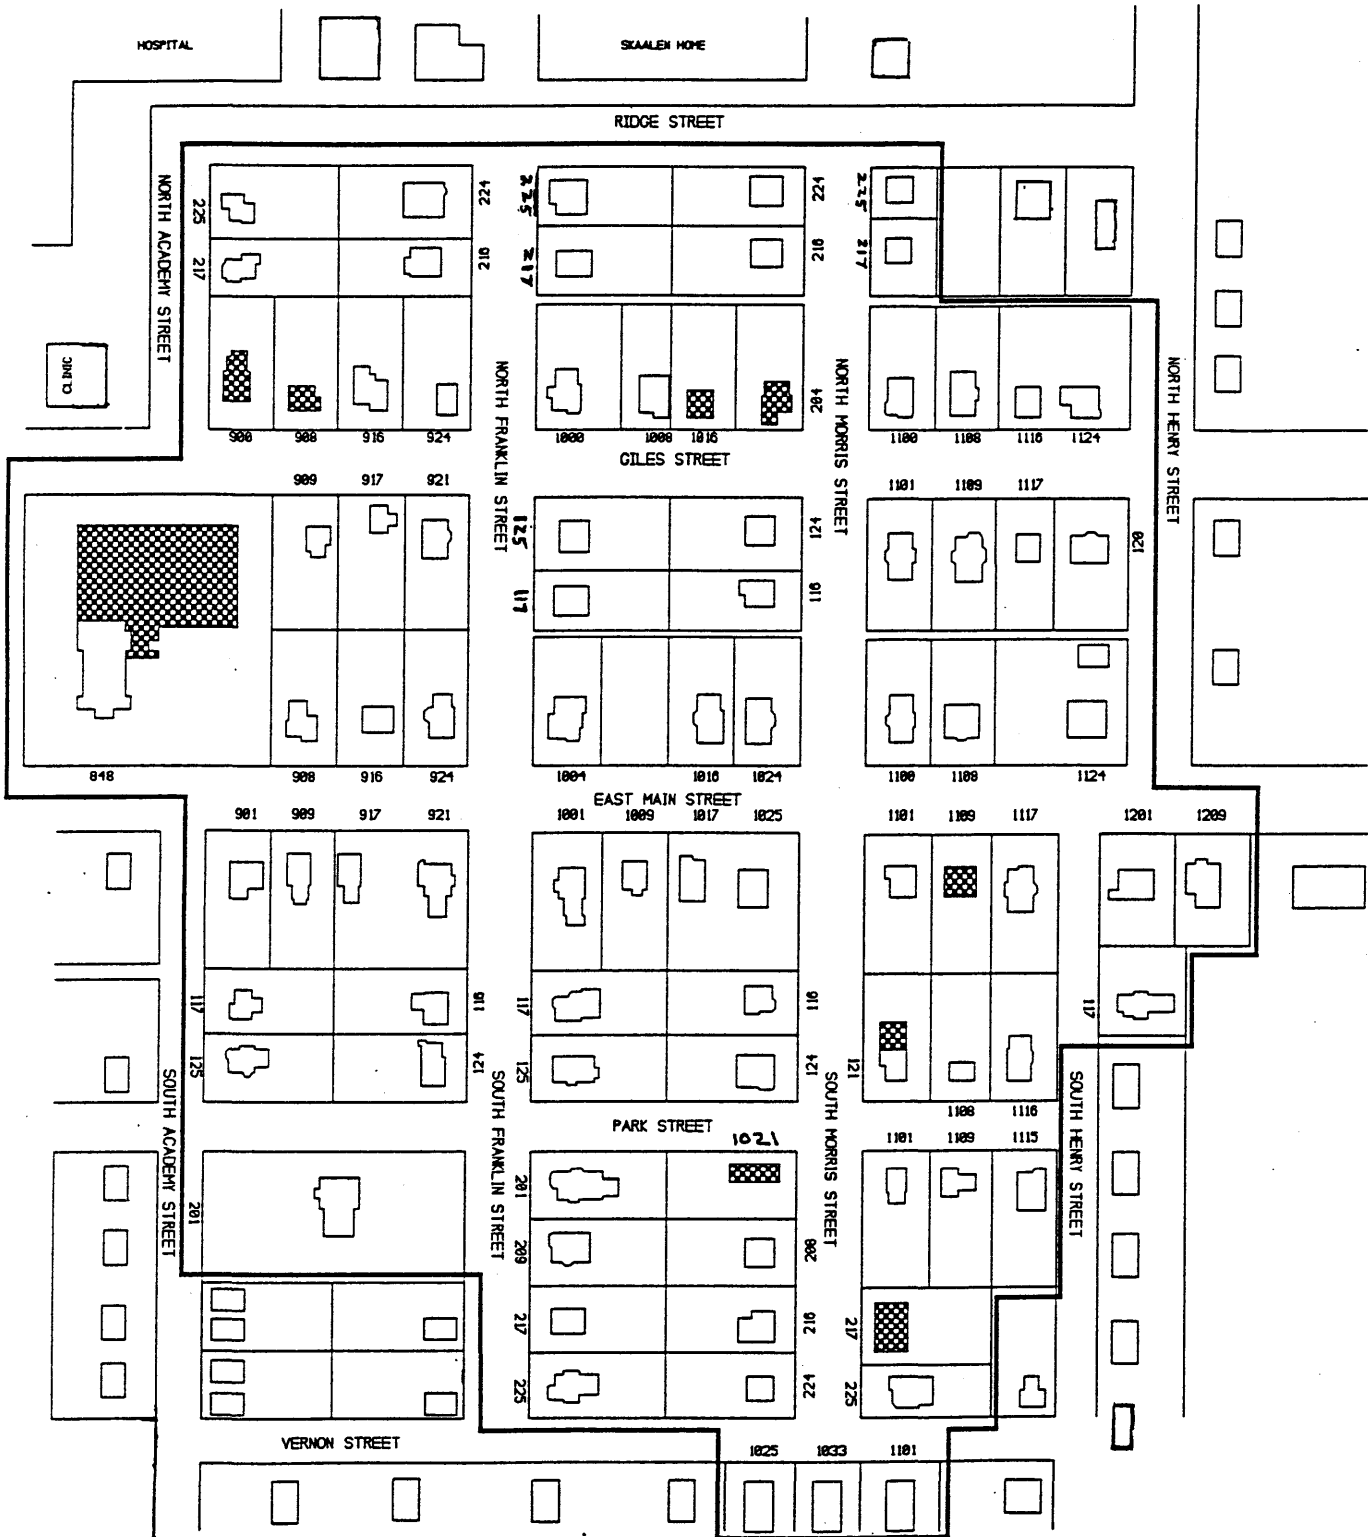 HOSPITAL
SKAALEN HOME
RIDGE STREET
NORTH ACADEMY STREET
225
224
225
224
225
217
216
217
216
217
CLINIC
NORTH FRANKLIN STREET
NORTH MORRIS STREET
NORTH HENRY STREET
204
900 908 916 924
1000 1008 1016
1100 1108 1116 1124
GILES STREET
909 917 921
1101 1109 1117
125
124
120
117
116
848 908 916 924
1004 1016 1024
1100 1108 1124
EAST MAIN STREET
901 909 917 921
1001 1009 1017 1025
1101 1109 1117
1201 1209
117
116
117
116
117
125
124
125
124
121
SOUTH ACADEMY STREET
SOUTH FRANKLIN STREET
SOUTH MORRIS STREET
SOUTH HENRY STREET
1108 1116
PARK STREET
1021
1101 1109 1115
201
201
209
208
217
216
217
225
224
225
VERNON STREET
1025 1033 1101